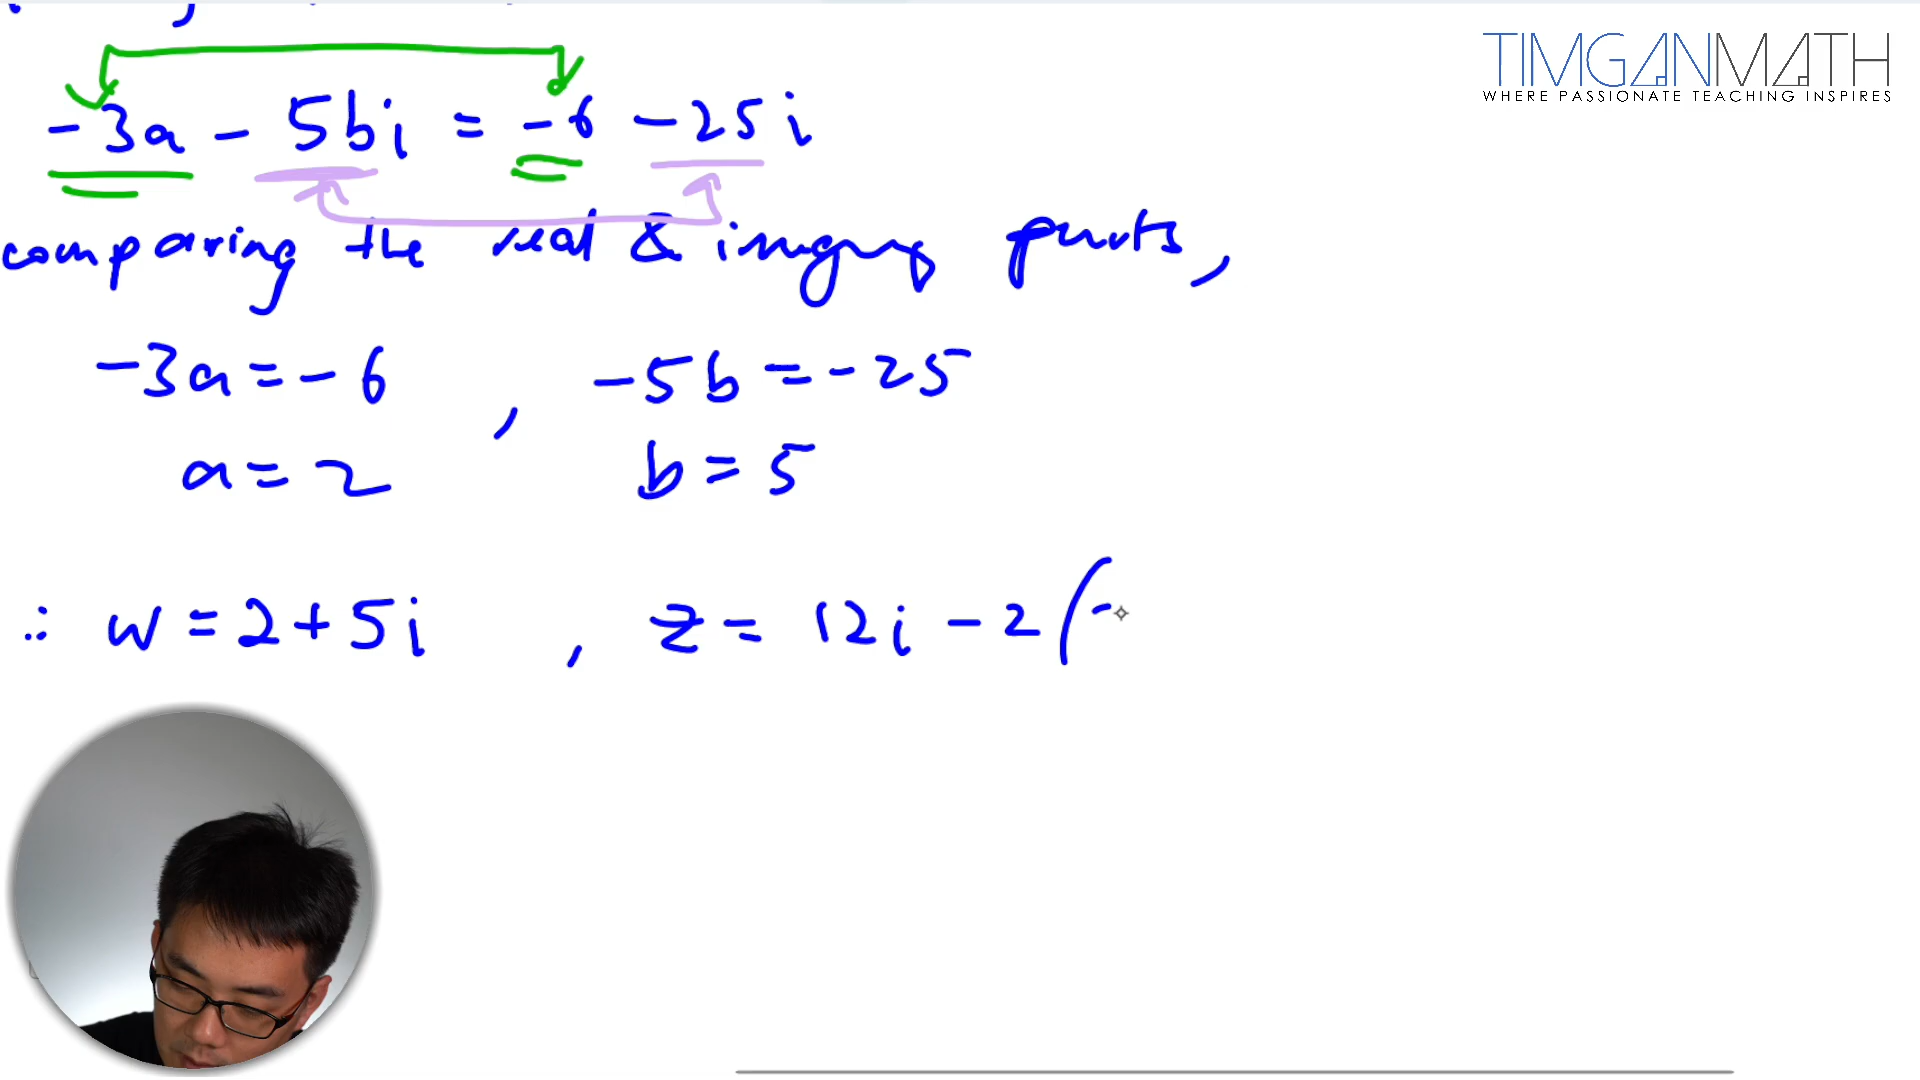 TIMGANMATH
WHERE PASSIONATE TEACHING INSPIRES
-3a - 5bi = -6 -25i
comparing the real & imaginary parts,
-3a = -6 , -5b = -25
a = 2 b = 5
∴ w = 2 + 5i , z = 12i - 2(-